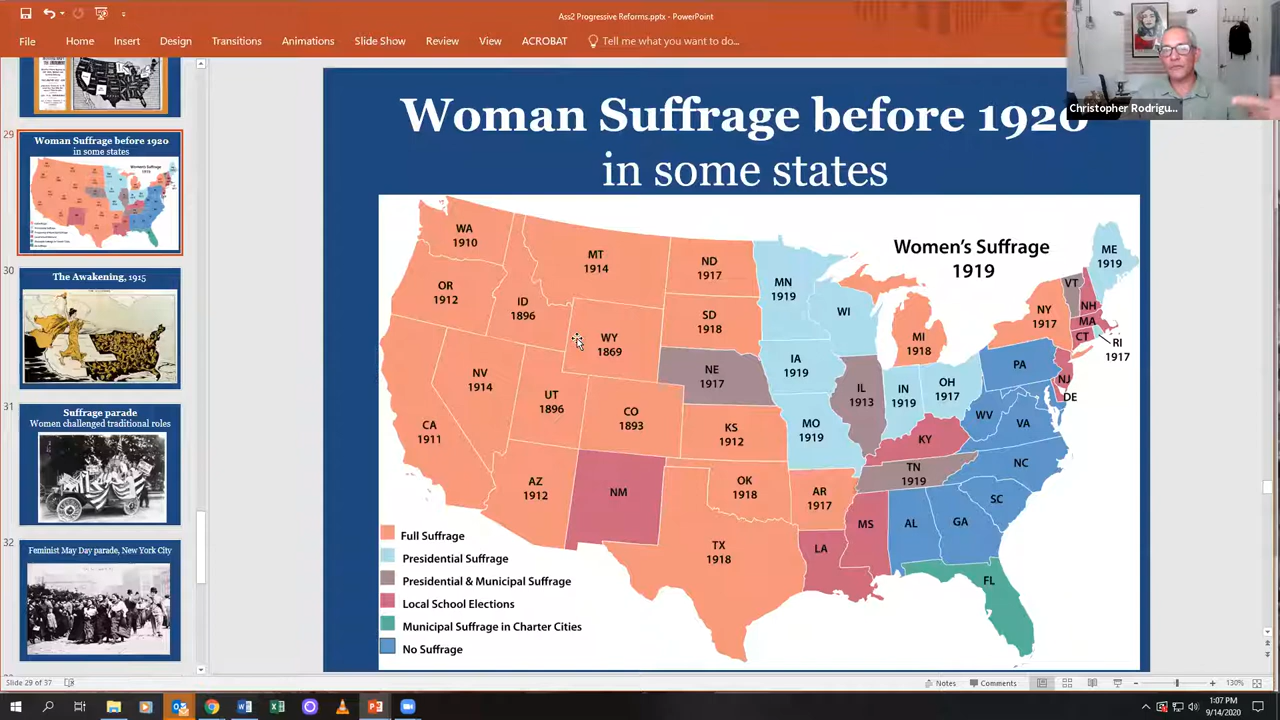 Ass2 Progressive Reforms.pptx - PowerPoint
File Home Insert Design Transitions Animations Slide Show Review View ACROBAT Tell me what you want to do...
Christopher Rodrigu...
29
Woman Suffrage before 1920
in some states
Women's Suffrage
1919
30
The Awakening, 1915
31
Suffrage parade
Women challenged traditional roles
32
Feminist May Day parade, New York City
Woman Suffrage before 1920
in some states
Women's Suffrage
1919
WA
1910
OR
1912
ID
1896
MT
1914
ND
1917
SD
1918
WY
1869
NV
1914
UT
1896
CA
1911
CO
1893
NE
1917
KS
1912
AZ
1912
NM
OK
1918
TX
1918
MN
1919
WI
IA
1919
MO
1919
IL
1913
IN
1919
OH
1917
MI
1918
KY
TN
1919
AR
1917
LA
MS
AL
GA
FL
SC
NC
VA
WV
PA
NY
1917
VT
NH
MA
CT
RI
1917
NJ
DE
ME
1919
Full Suffrage
Presidential Suffrage
Presidential & Municipal Suffrage
Local School Elections
Municipal Suffrage in Charter Cities
No Suffrage
Slide 29 of 37
Notes
Comments
130%
1:07 PM
9/14/2020